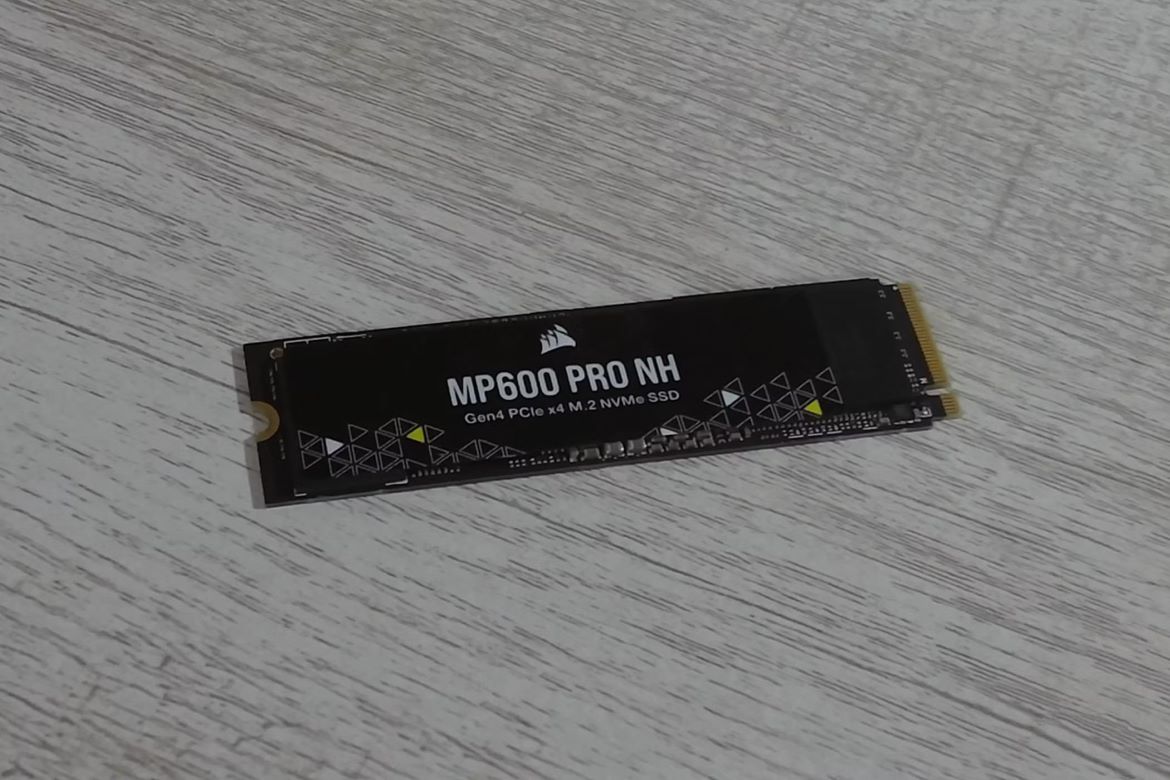 MP600 PRO NH
Gen4 PCIe x4 M.2 NVMe SSD